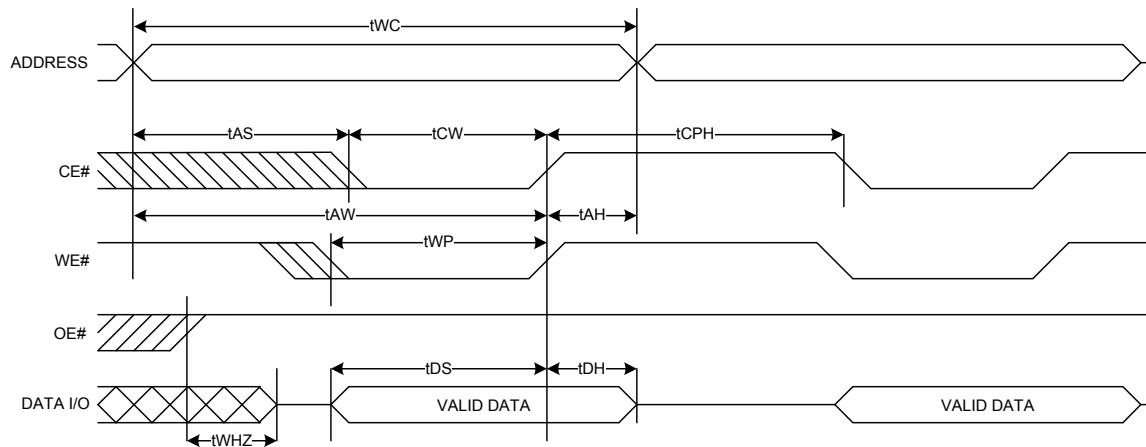 tWC
ADDRESS
tAS tCW tCPH
CE#
tAW tAH
tWP
WE#
OE#
tDS tDH
DATA I/O VALID DATA VALID DATA
tWHZ